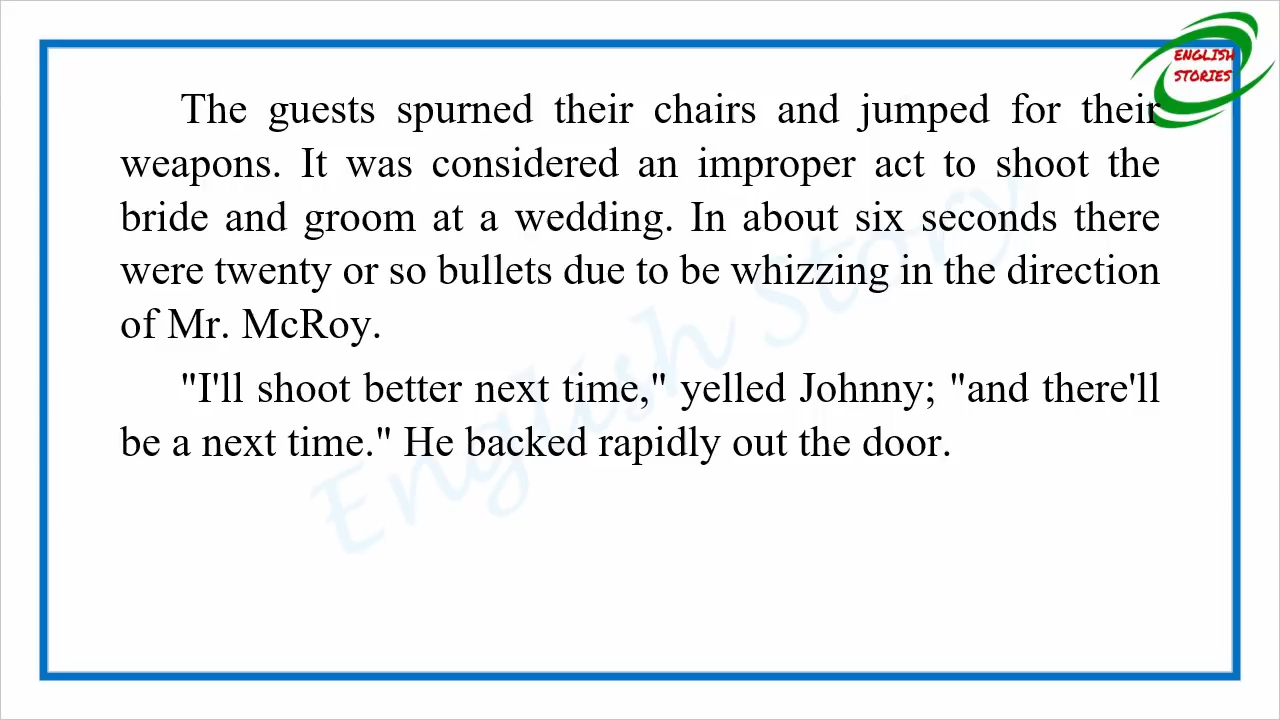 ENGLISH
STORIES
The guests spurned their chairs and jumped for their
weapons. It was considered an improper act to shoot the
bride and groom at a wedding. In about six seconds there
were twenty or so bullets due to be whizzing in the direction
of Mr. McRoy.
"I'll shoot better next time," yelled Johnny; "and there'll
be a next time." He backed rapidly out the door.
English Story